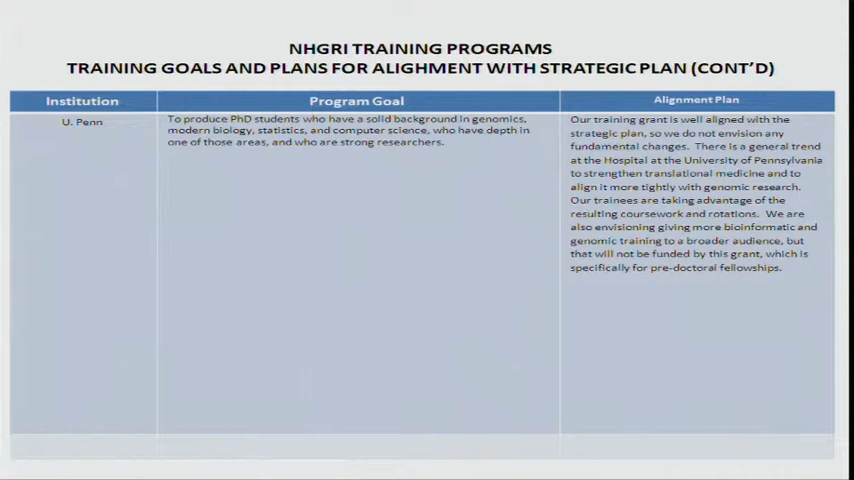 NHGRI TRAINING PROGRAMS
TRAINING GOALS AND PLANS FOR ALIGHMENT WITH STRATEGIC PLAN (CONT’D)
Institution
Program Goal
Alignment Plan
U. Penn
To produce PhD students who have a solid background in genomics,
modern biology, statistics, and computer science, who have depth in
one of those areas, and who are strong researchers.
Our training grant is well aligned with the
strategic plan, so we do not envision any
fundamental changes. There is a general trend
at the Hospital at the University of Pennsylvania
to strengthen translational medicine and to
align it more tightly with genomic research.
Our trainees are taking advantage of the
resulting coursework and rotations. We are
also envisioning giving more bioinformatic and
genomic training to a broader audience, but
that will not be funded by this grant, which is
specifically for pre-doctoral fellowships.